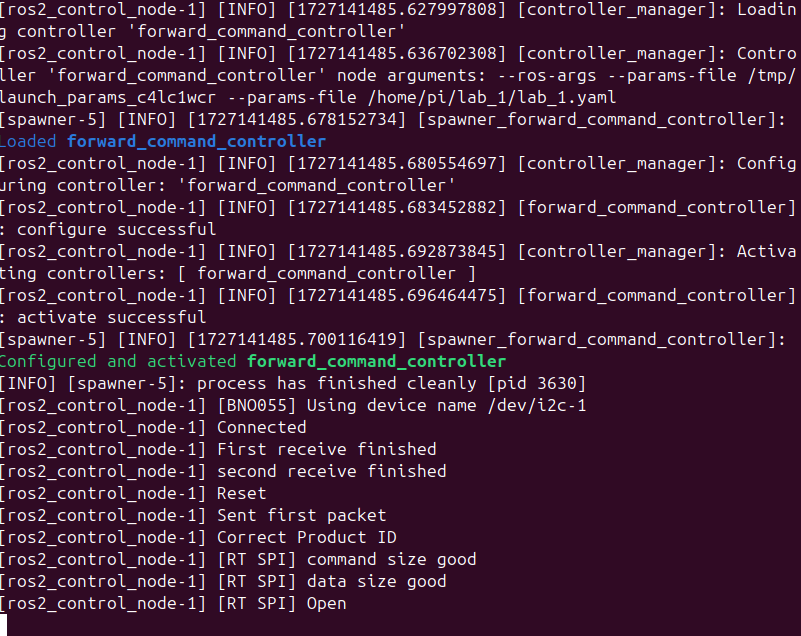 [ros2_control_node-1] [INFO] [1727141485.627997808] [controller_manager]: Loadin
g controller 'forward_command_controller'
[ros2_control_node-1] [INFO] [1727141485.636702308] [controller_manager]: Contro
ller 'forward_command_controller' node arguments: --ros-args --params-file /tmp/
launch_params_c4lc1wcr --params-file /home/pi/lab_1/lab_1.yaml
[spawner-5] [INFO] [1727141485.678152734] [spawner_forward_command_controller]:
Loaded forward_command_controller
[ros2_control_node-1] [INFO] [1727141485.680554697] [controller_manager]: Config
uring controller: 'forward_command_controller'
[ros2_control_node-1] [INFO] [1727141485.683452882] [forward_command_controller]
: configure successful
[ros2_control_node-1] [INFO] [1727141485.692873845] [controller_manager]: Activa
ting controllers: [ forward_command_controller ]
[ros2_control_node-1] [INFO] [1727141485.696464475] [forward_command_controller]
: activate successful
[spawner-5] [INFO] [1727141485.700116419] [spawner_forward_command_controller]:
Configured and activated forward_command_controller
[INFO] [spawner-5]: process has finished cleanly [pid 3630]
[ros2_control_node-1] [BNO055] Using device name /dev/i2c-1
[ros2_control_node-1] Connected
[ros2_control_node-1] First receive finished
[ros2_control_node-1] second receive finished
[ros2_control_node-1] Reset
[ros2_control_node-1] Sent first packet
[ros2_control_node-1] Correct Product ID
[ros2_control_node-1] [RT SPI] command size good
[ros2_control_node-1] [RT SPI] data size good
[ros2_control_node-1] [RT SPI] Open